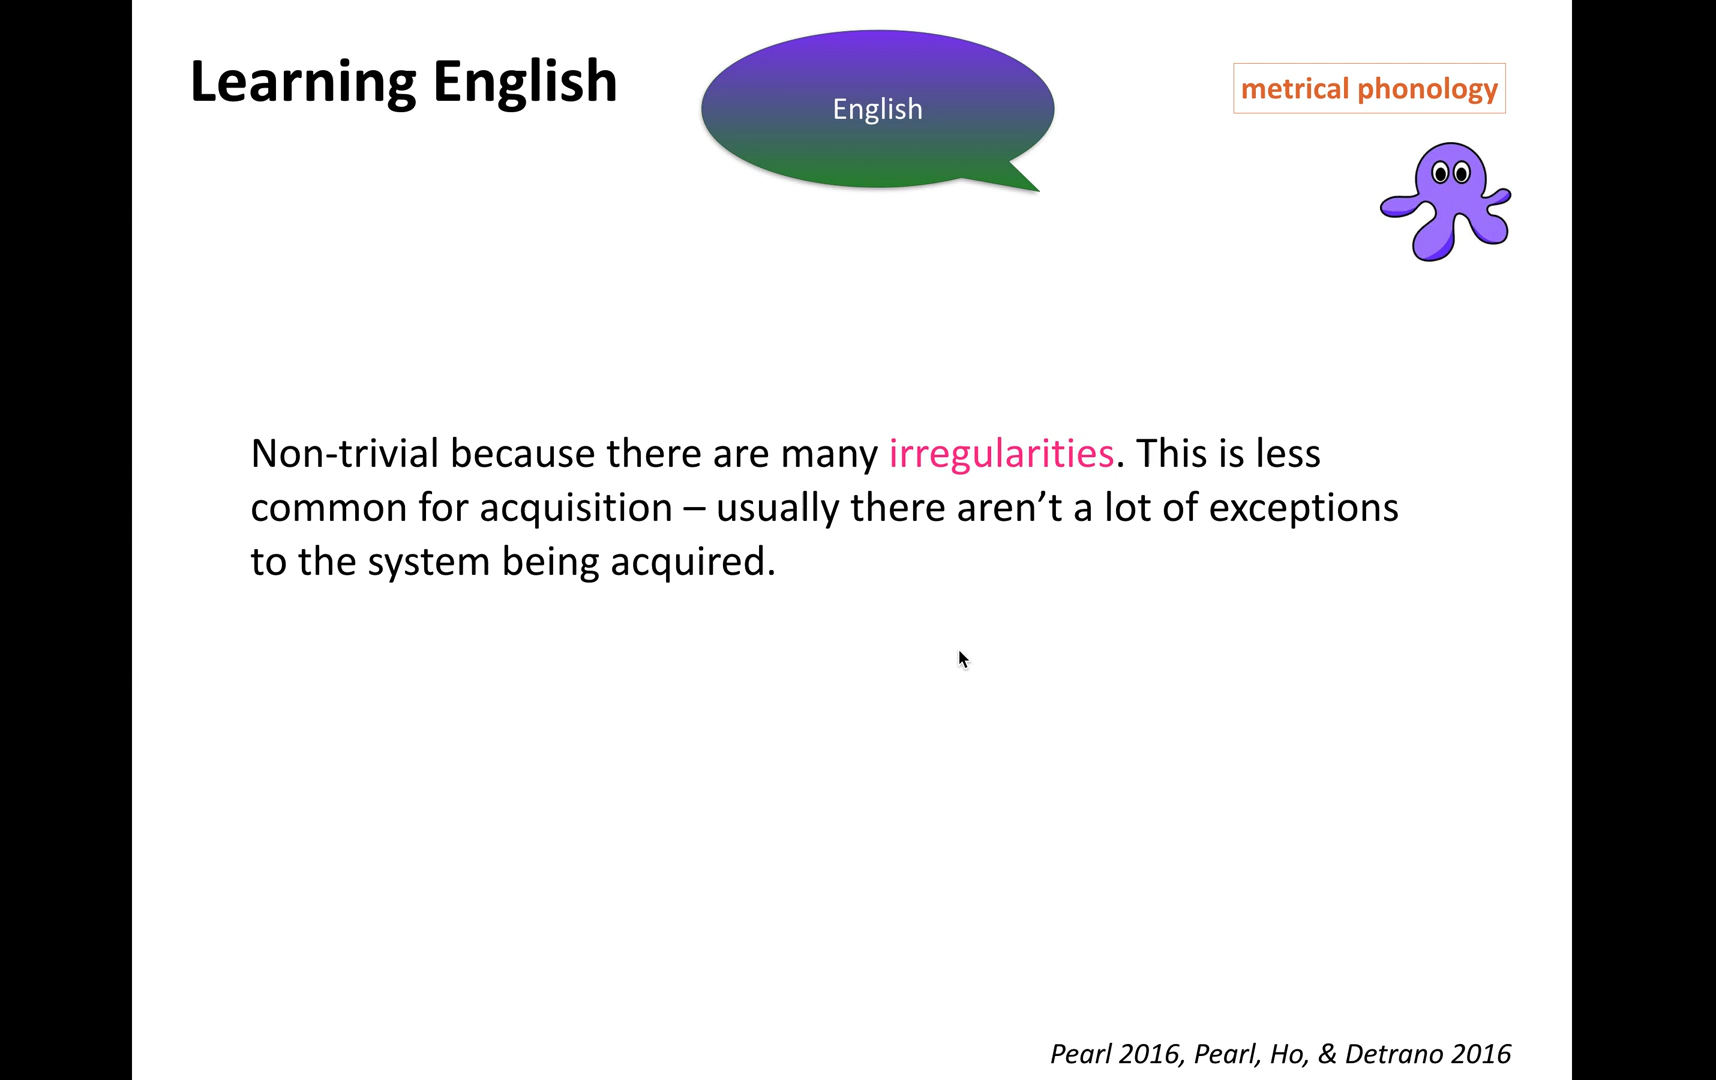 Learning English
English
metrical phonology
Non-trivial because there are many irregularities. This is less
common for acquisition – usually there aren’t a lot of exceptions
to the system being acquired.
Pearl 2016, Pearl, Ho, & Detrano 2016